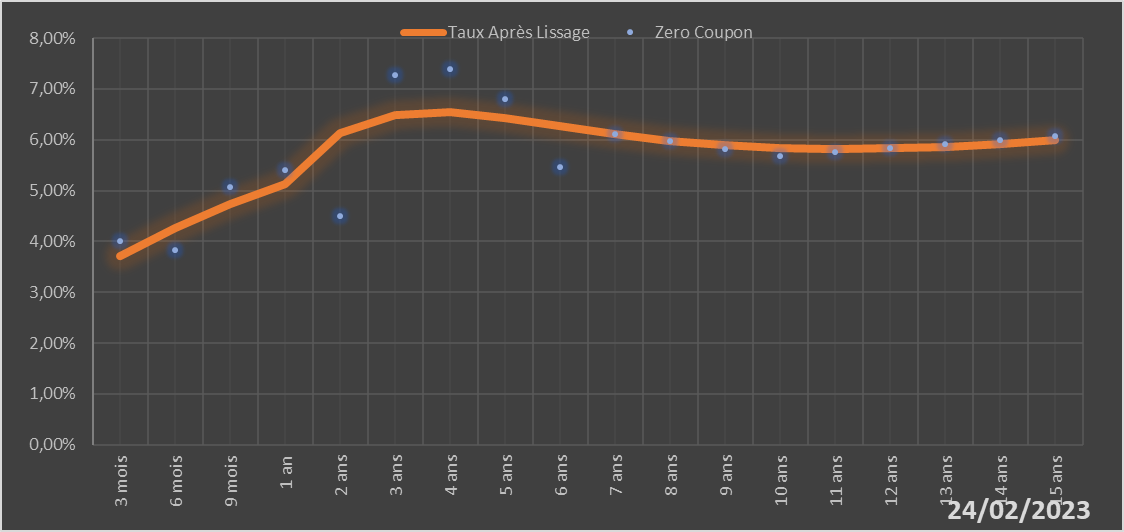 Taux Après Lissage
Zero Coupon
8,00%
7,00%
6,00%
5,00%
4,00%
3,00%
2,00%
1,00%
0,00%
3 mois
6 mois
9 mois
1 an
2 ans
3 ans
4 ans
5 ans
6 ans
7 ans
8 ans
9 ans
10 ans
11 ans
12 ans
13 ans
14 ans
15 ans
24/02/2023